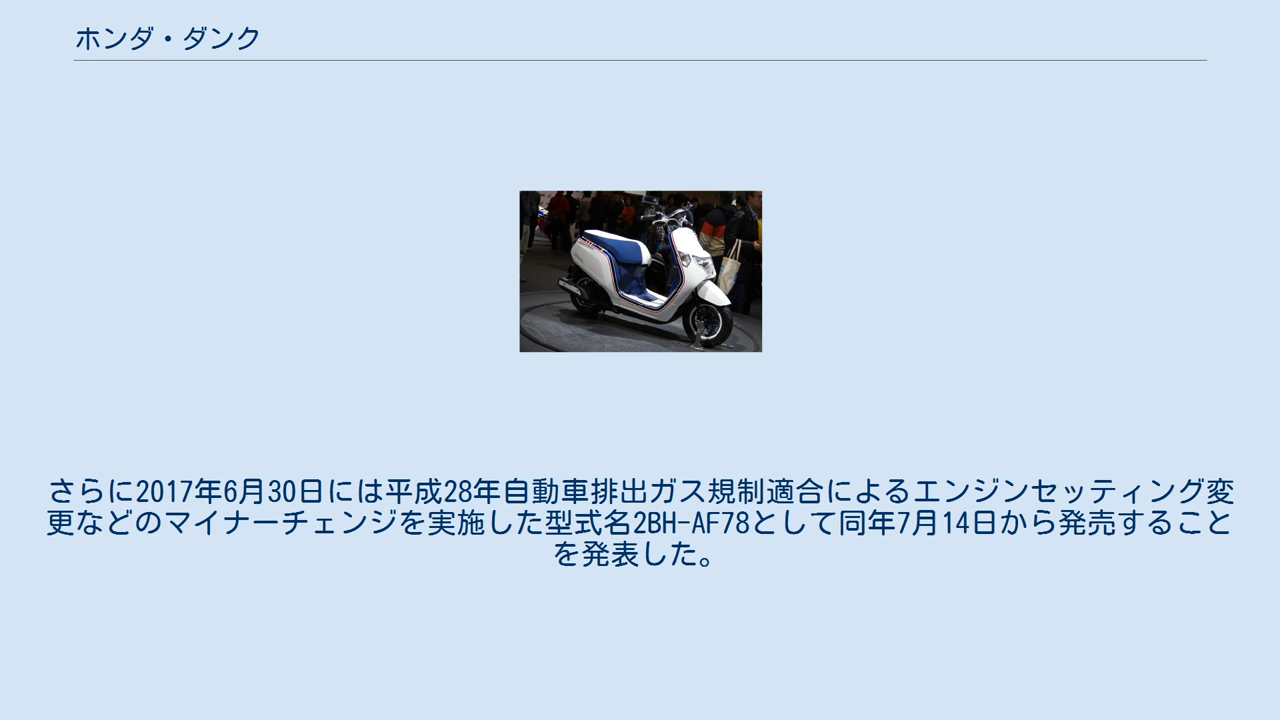 ホンダ・ダンク
さらに2017年6月30日には平成28年自動車排出ガス規制適合によるエンジンセッティング変
更などのマイナーチェンジを実施した型式名2BH-AF78として同年7月14日から発売すること
を発表した。